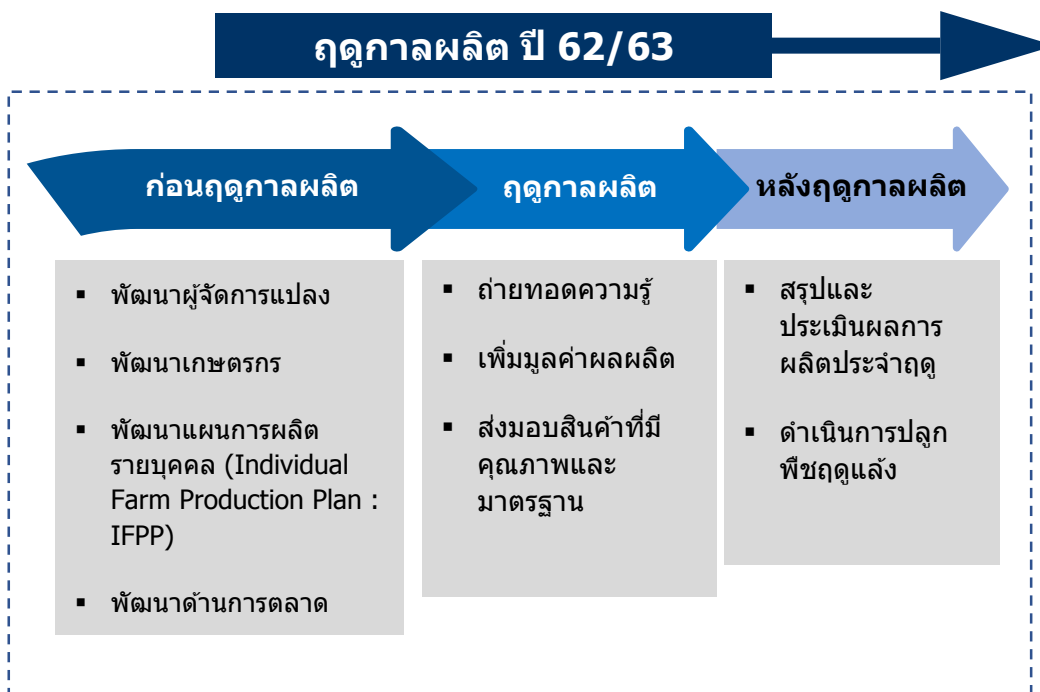 ฤดูกาลผลิต ปี 62/63
ก่อนฤดูกาลผลิต
ฤดูกาลผลิต
หลังฤดูกาลผลิต
▪ พัฒนาผู้จัดการแปลง
▪ พัฒนาเกษตรกร
▪ พัฒนาแผนการผลิต
รายบุคคล (Individual
Farm Production Plan :
IFPP)
▪ พัฒนาด้านการตลาด
▪ ถ่ายทอดความรู้
▪ เพิ่มมูลค่าผลผลิต
▪ ส่งมอบสินค้าที่มี
คุณภาพและ
มาตรฐาน
▪ สรุปและ
ประเมินผลการ
ผลิตประจำฤดู
▪ ดำเนินการปลูก
พืชฤดูแล้ง